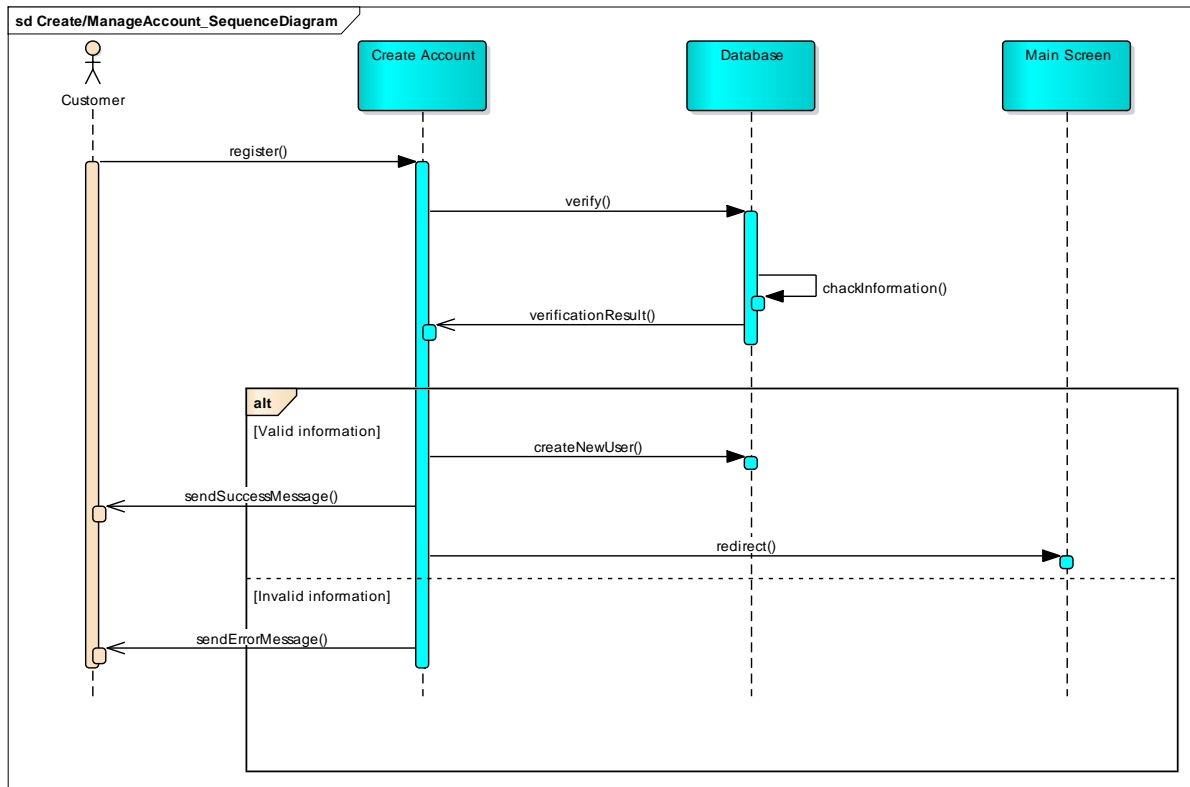 sd Create/ManageAccount_SequenceDiagram
Customer
Create Account
Database
Main Screen
register()
verify()
chackInformation()
verificationResult()
alt
[Valid information]
createNewUser()
sendSuccessMessage()
redirect()
[Invalid information]
sendErrorMessage()